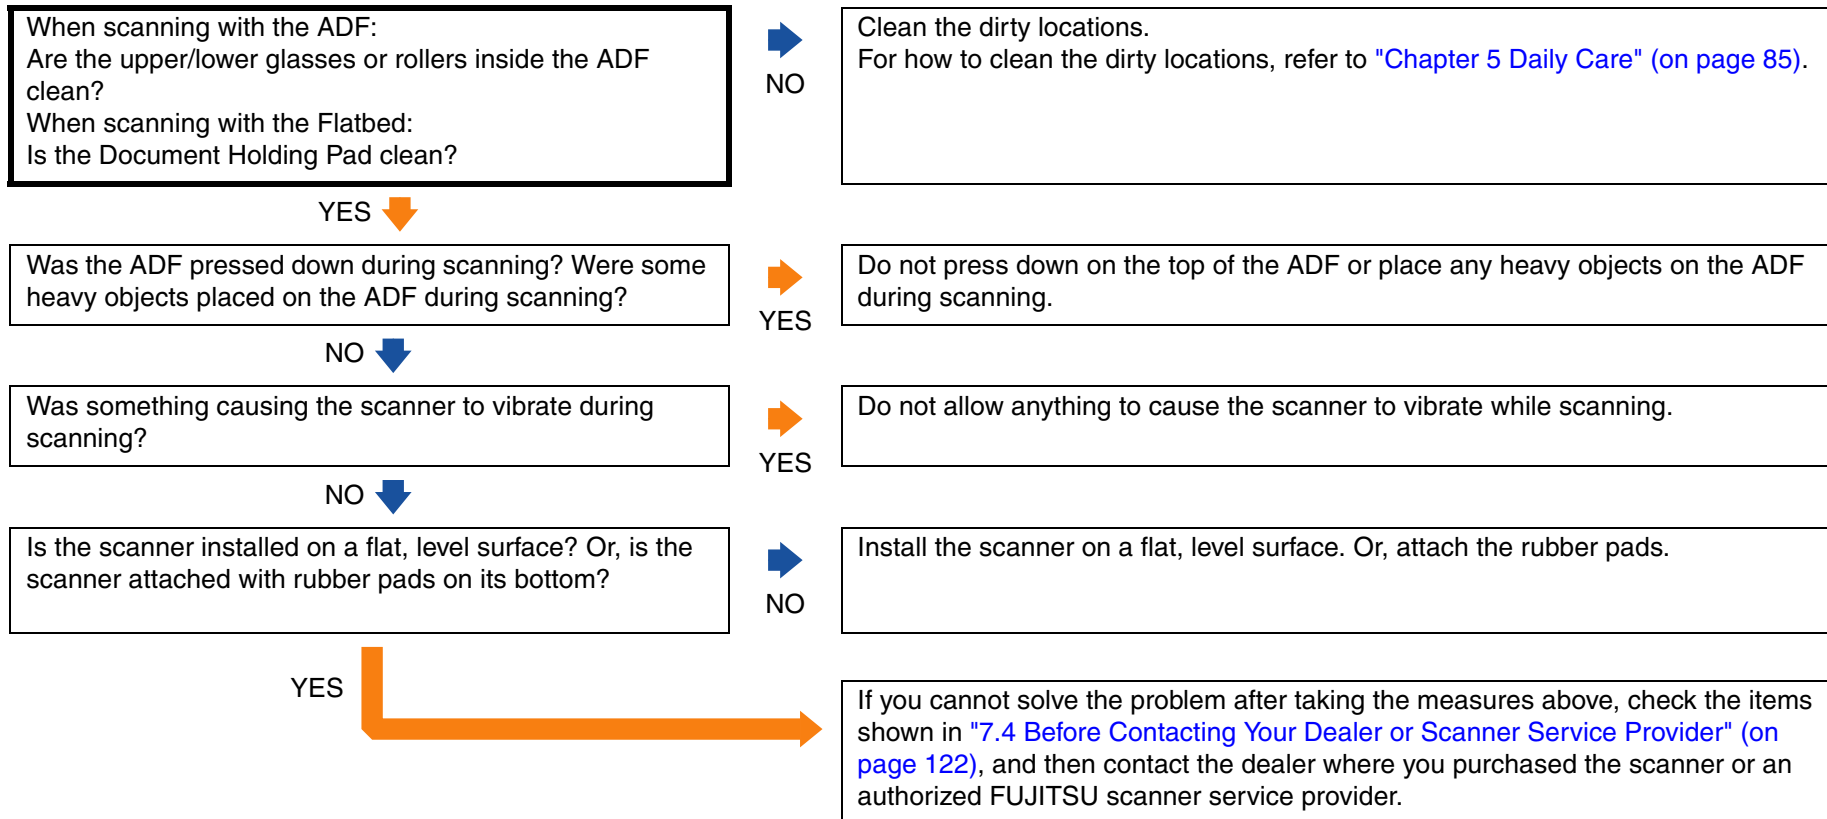 When scanning with the ADF:
Are the upper/lower glasses or rollers inside the ADF
clean?
When scanning with the Flatbed:
Is the Document Holding Pad clean?
NO
Clean the dirty locations.
For how to clean the dirty locations, refer to "Chapter 5 Daily Care" (on page 85).
YES
Was the ADF pressed down during scanning? Were some
heavy objects placed on the ADF during scanning?
YES
Do not press down on the top of the ADF or place any heavy objects on the ADF
during scanning.
NO
Was something causing the scanner to vibrate during
scanning?
YES
Do not allow anything to cause the scanner to vibrate while scanning.
NO
Is the scanner installed on a flat, level surface? Or, is the
scanner attached with rubber pads on its bottom?
NO
Install the scanner on a flat, level surface. Or, attach the rubber pads.
YES
If you cannot solve the problem after taking the measures above, check the items
shown in "7.4 Before Contacting Your Dealer or Scanner Service Provider" (on
page 122), and then contact the dealer where you purchased the scanner or an
authorized FUJITSU scanner service provider.